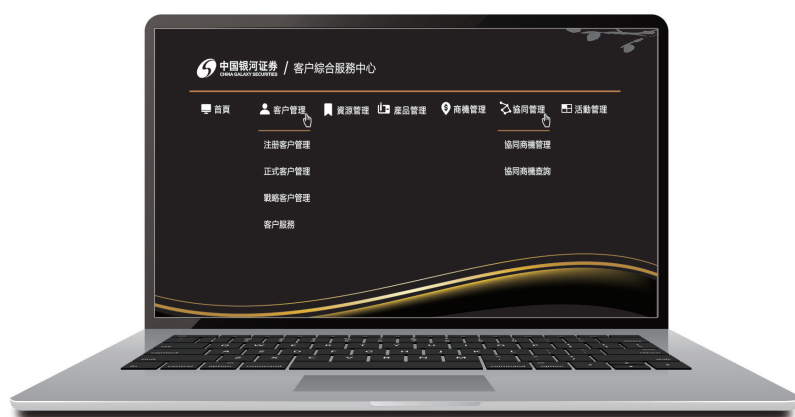 中国银河证券 / 客户綜合服務中心
CHINA GALAXY SECURITIES
首頁 客户管理 資源管理 産品管理 商機管理 協同管理 活動管理
注册客户管理 協同商機管理
正式客户管理 協同商機查詢
戰略客户管理
客户服務